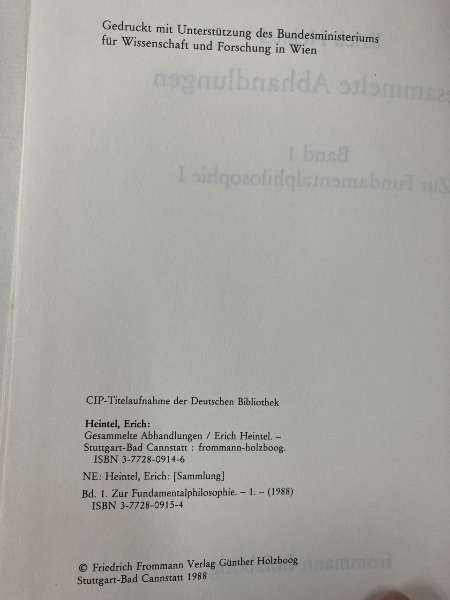 Gedruckt mit Unterstützung des Bundesministeriums
für Wissenschaft und Forschung in Wien
CIP-Titelaufnahme der Deutschen Bibliothek
Heintel, Erich:
Gesammelte Abhandlungen / Erich Heintel. –
Stuttgart-Bad Cannstatt : frommann-holzboog.
ISBN 3-7728-0914-6
NE: Heintel, Erich: [Sammlung]
Bd. 1. Zur Fundamentalphilosophie. – 1. – (1988)
ISBN 3-7728-0915-4
© Friedrich Frommann Verlag Günther Holzboog
Stuttgart-Bad Cannstatt 1988